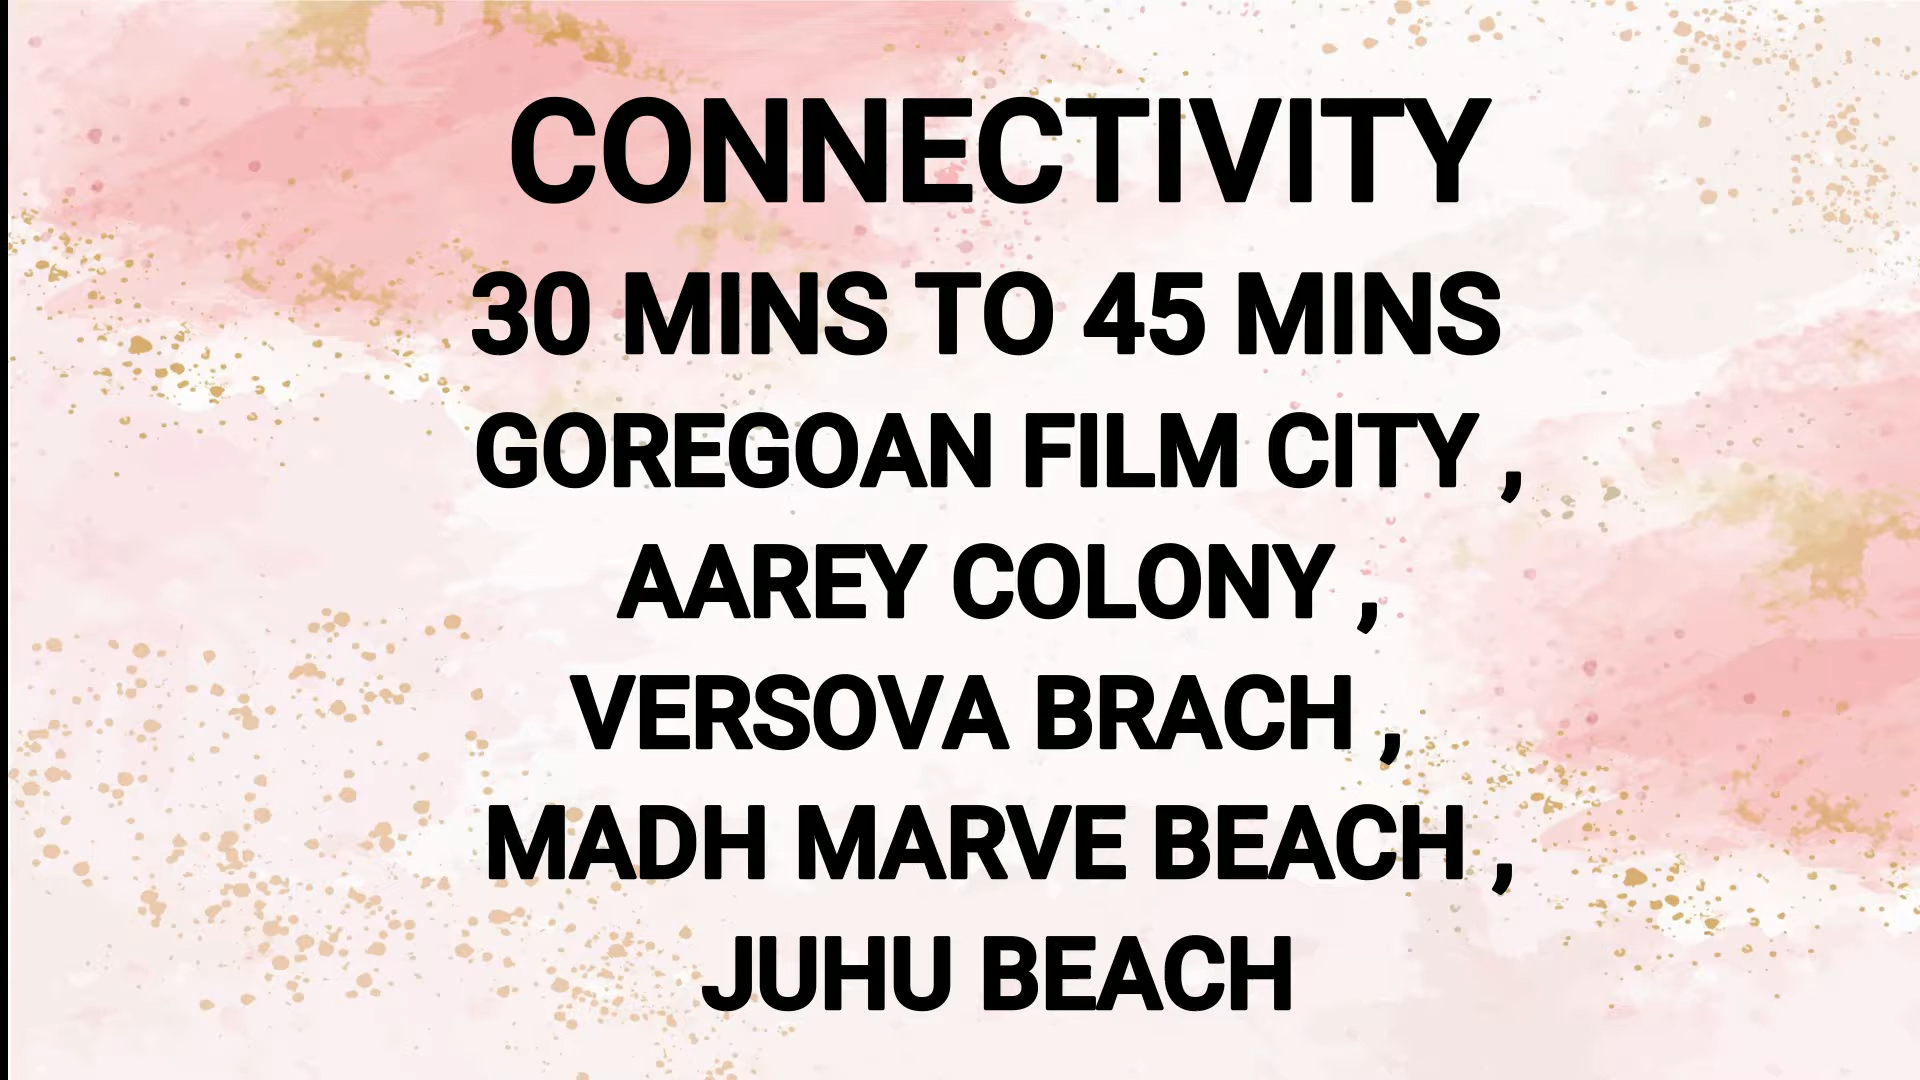 CONNECTIVITY
30 MINS TO 45 MINS
GOREGOAN FILM CITY ,
AAREY COLONY ,
VERSOVA BRACH ,
MADH MARVE BEACH ,
JUHU BEACH